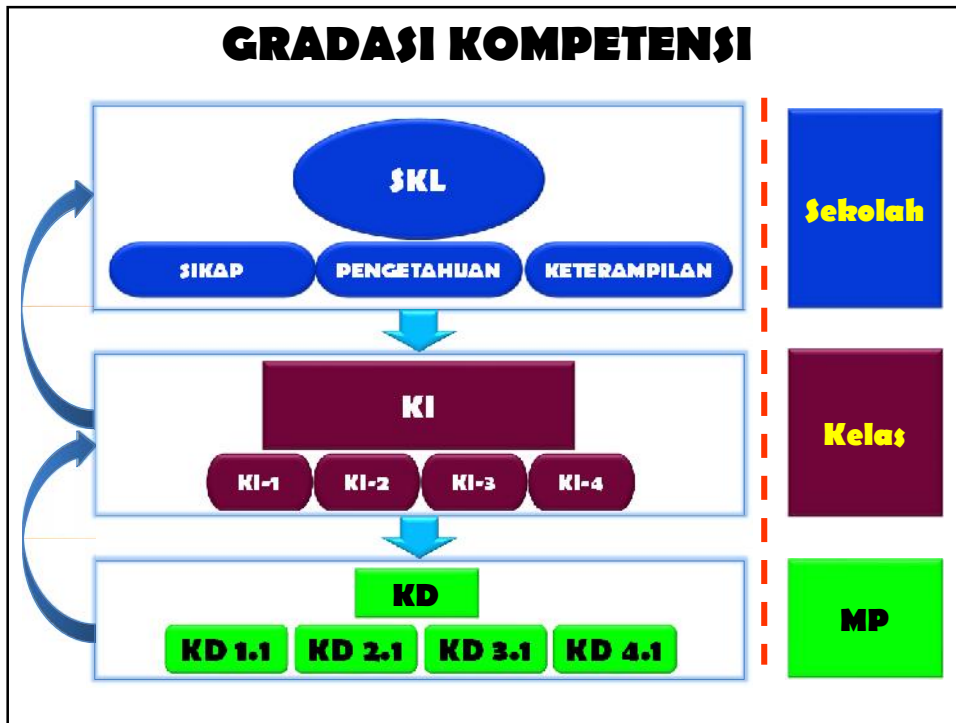 GRADASI KOMPETENSI
SKL
Sekolah
SIKAP
PENGETAHUAN
KETERAMPILAN
KI
Kelas
KI-1
KI-2
KI-3
KI-4
KD
MP
KD 1.1
KD 2.1
KD 3.1
KD 4.1